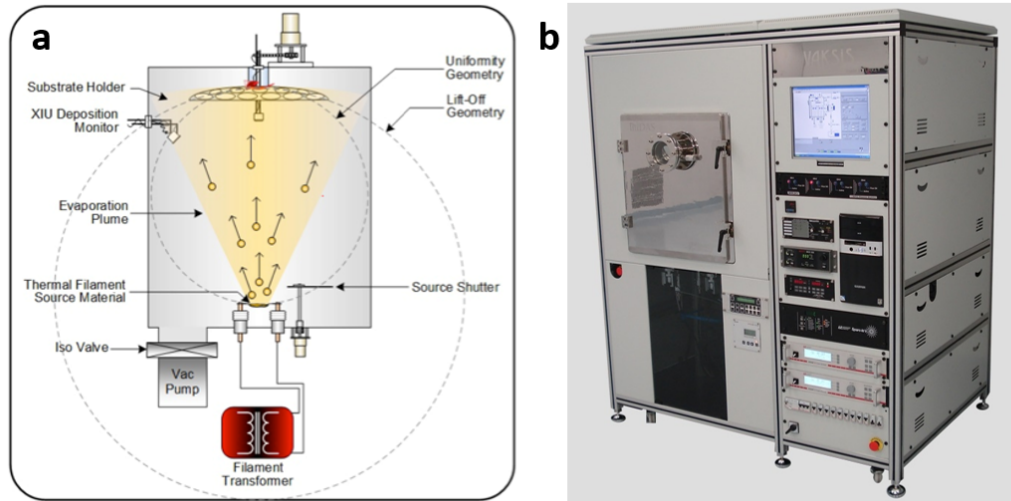 a
Substrate Holder
XIU Deposition
Monitor
Evaporation
Plume
Thermal Filament
Source Material
Iso Valve
Vac
Pump
Filament
Transformer
Uniformity
Geometry
Lift-Off
Geometry
Source Shutter
b
VAKSIS